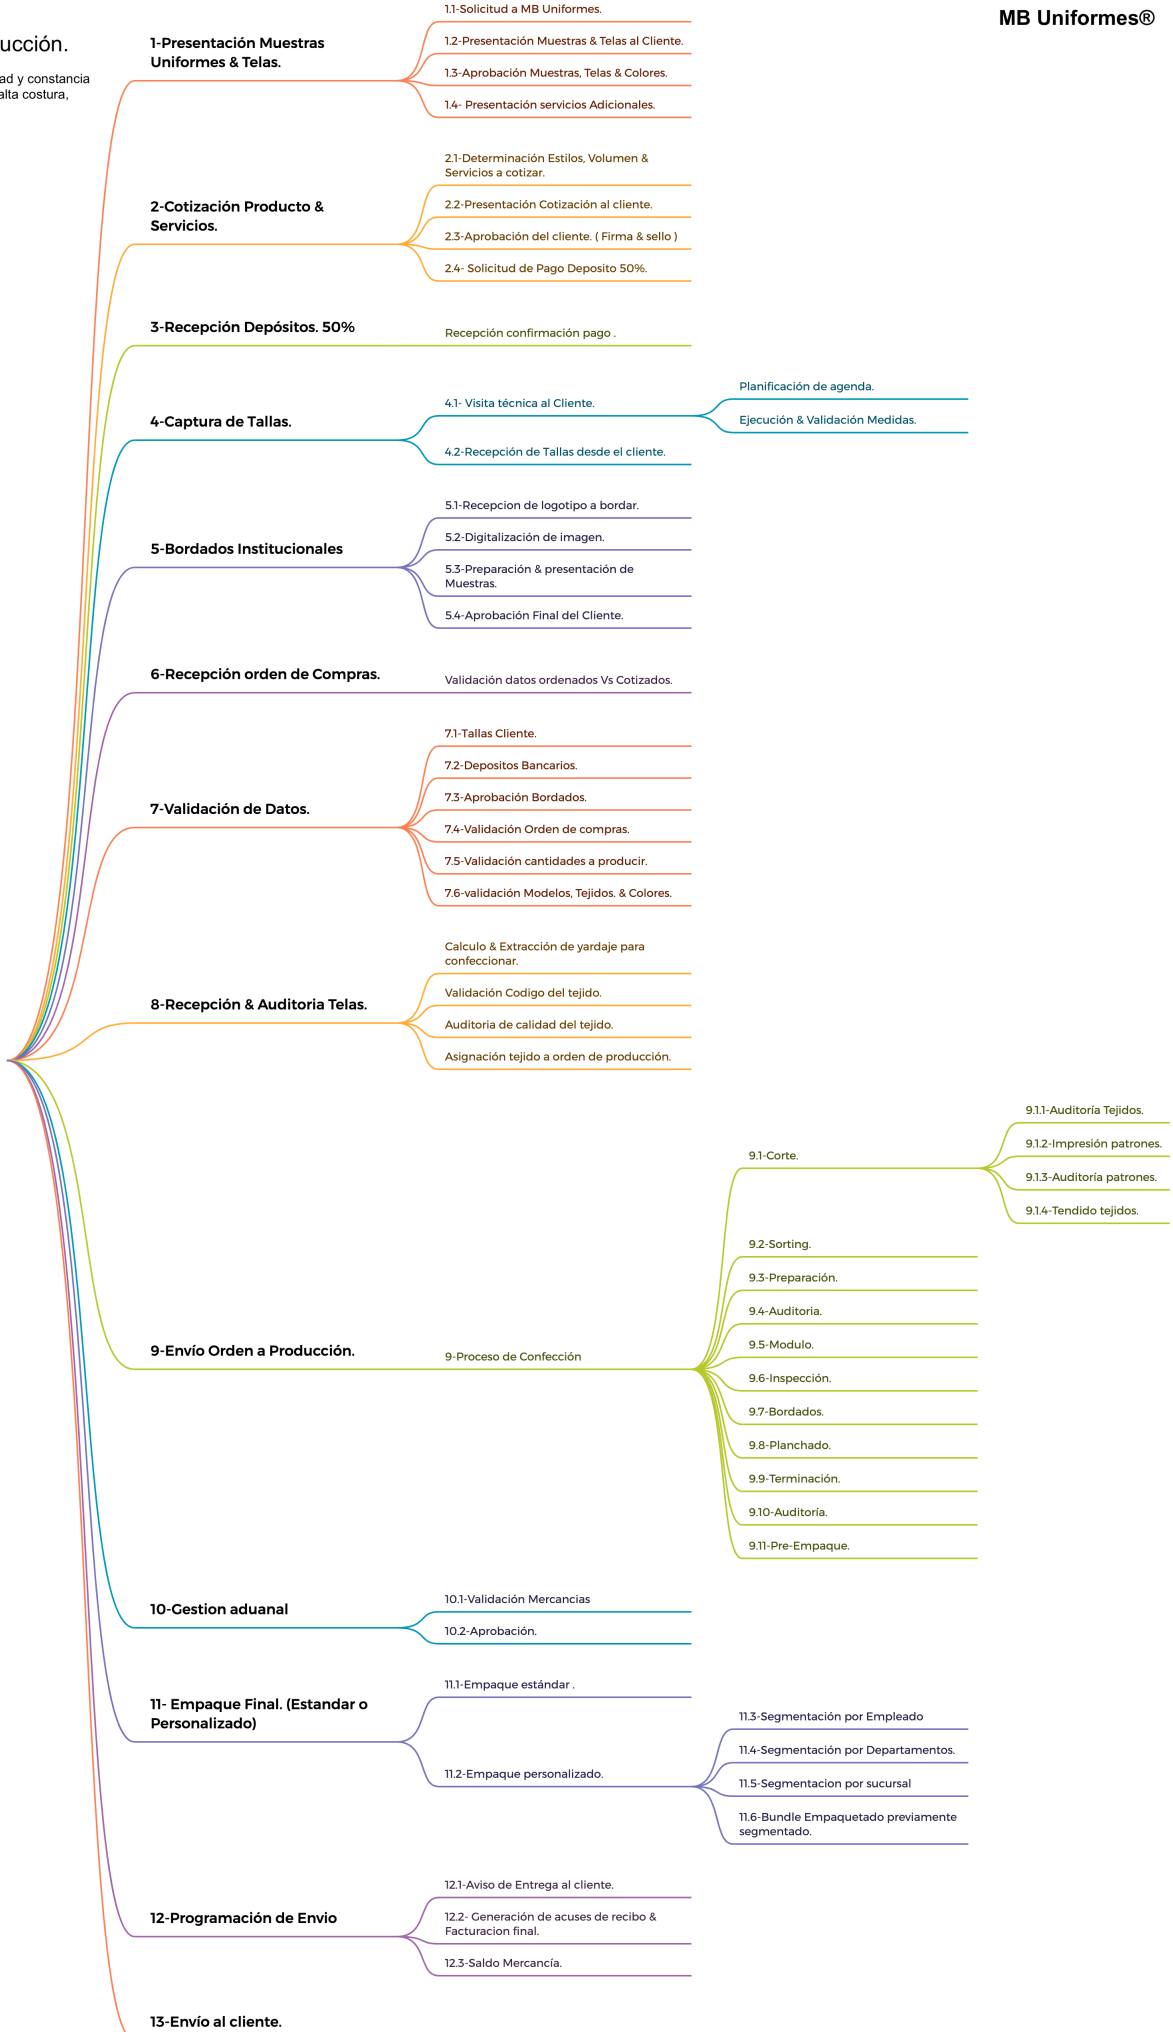 MB Uniformes®
ucción.
ad y constancia
alta costura,
1-Presentación Muestras
Uniformes & Telas.
1.1-Solicitud a MB Uniformes.
1.2-Presentación Muestras & Telas al Cliente.
1.3-Aprobación Muestras, Telas & Colores.
1.4- Presentación servicios Adicionales.
2-Cotización Producto &
Servicios.
2.1-Determinación Estilos, Volumen &
Servicios a cotizar.
2.2-Presentación Cotización al cliente.
2.3-Aprobación del cliente. ( Firma & sello )
2.4- Solicitud de Pago Deposito 50%.
3-Recepción Depósitos. 50%
Recepción confirmación pago .
4-Captura de Tallas.
4.1- Visita técnica al Cliente.
Planificación de agenda.
Ejecución & Validación Medidas.
4.2-Recepción de Tallas desde el cliente.
5-Bordados Institucionales
5.1-Recepcion de logotipo a bordar.
5.2-Digitalización de imagen.
5.3-Preparación & presentación de
Muestras.
5.4-Aprobación Final del Cliente.
6-Recepción orden de Compras.
Validación datos ordenados Vs Cotizados.
7-Validación de Datos.
7.1-Tallas Cliente.
7.2-Depositos Bancarios.
7.3-Aprobación Bordados.
7.4-Validación Orden de compras.
7.5-Validación cantidades a producir.
7.6-validación Modelos, Tejidos. & Colores.
8-Recepción & Auditoria Telas.
Calculo & Extracción de yardaje para
confeccionar.
Validación Codigo del tejido.
Auditoria de calidad del tejido.
Asignación tejido a orden de producción.
9-Envío Orden a Producción.
9-Proceso de Confección
9.1-Corte.
9.1.1-Auditoría Tejidos.
9.1.2-Impresión patrones.
9.1.3-Auditoría patrones.
9.1.4-Tendido tejidos.
9.2-Sorting.
9.3-Preparación.
9.4-Auditoria.
9.5-Modulo.
9.6-Inspección.
9.7-Bordados.
9.8-Planchado.
9.9-Terminación.
9.10-Auditoría.
9.11-Pre-Empaque.
10-Gestion aduanal
10.1-Validación Mercancias
10.2-Aprobación.
11- Empaque Final. (Estandar o
Personalizado)
11.1-Empaque estándar .
11.2-Empaque personalizado.
11.3-Segmentación por Empleado
11.4-Segmentación por Departamentos.
11.5-Segmentacion por sucursal
11.6-Bundle Empaquetado previamente
segmentado.
12-Programación de Envio
12.1-Aviso de Entrega al cliente.
12.2- Generación de acuses de recibo &
Facturacion final.
12.3-Saldo Mercancía.
13-Envío al cliente.